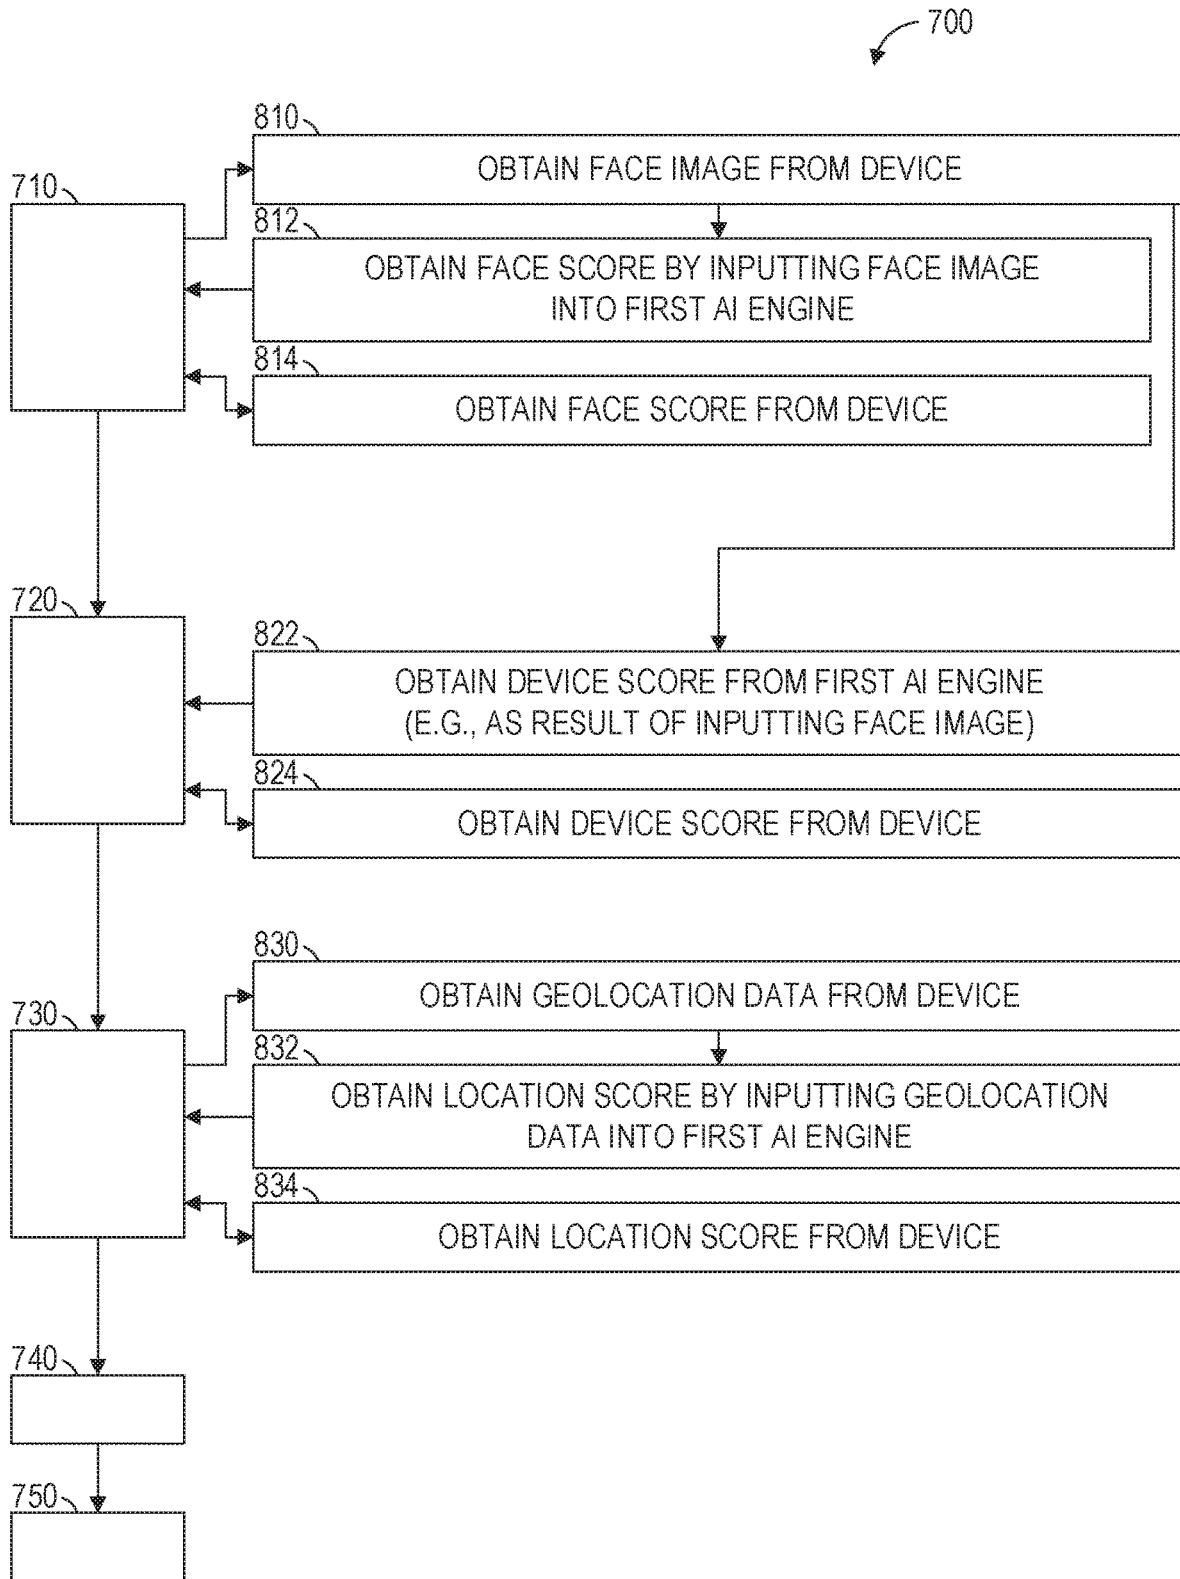 700
810
OBTAIN FACE IMAGE FROM DEVICE
710
812
OBTAIN FACE SCORE BY INPUTTING FACE IMAGE
INTO FIRST AI ENGINE
814
OBTAIN FACE SCORE FROM DEVICE
720
822
OBTAIN DEVICE SCORE FROM FIRST AI ENGINE
(E.G., AS RESULT OF INPUTTING FACE IMAGE)
824
OBTAIN DEVICE SCORE FROM DEVICE
830
OBTAIN GEOLOCATION DATA FROM DEVICE
730
832
OBTAIN LOCATION SCORE BY INPUTTING GEOLOCATION
DATA INTO FIRST AI ENGINE
834
OBTAIN LOCATION SCORE FROM DEVICE
740
750